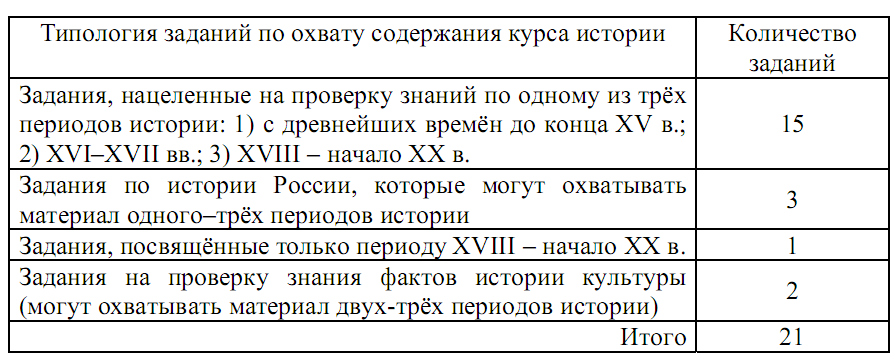 Типология заданий по охвату содержания курса истории
Количество
заданий
Задания, нацеленные на проверку знаний по одному из трёх
периодов истории: 1) с древнейших времён до конца XV в.;
2) XVI–XVII вв.; 3) XVIII – начало XX в.
15
Задания по истории России, которые могут охватывать
материал одного–трёх периодов истории
3
Задания, посвящённые только периоду XVIII – начало XX в.
1
Задания на проверку знания фактов истории культуры
(могут охватывать материал двух-трёх периодов истории)
2
Итого
21